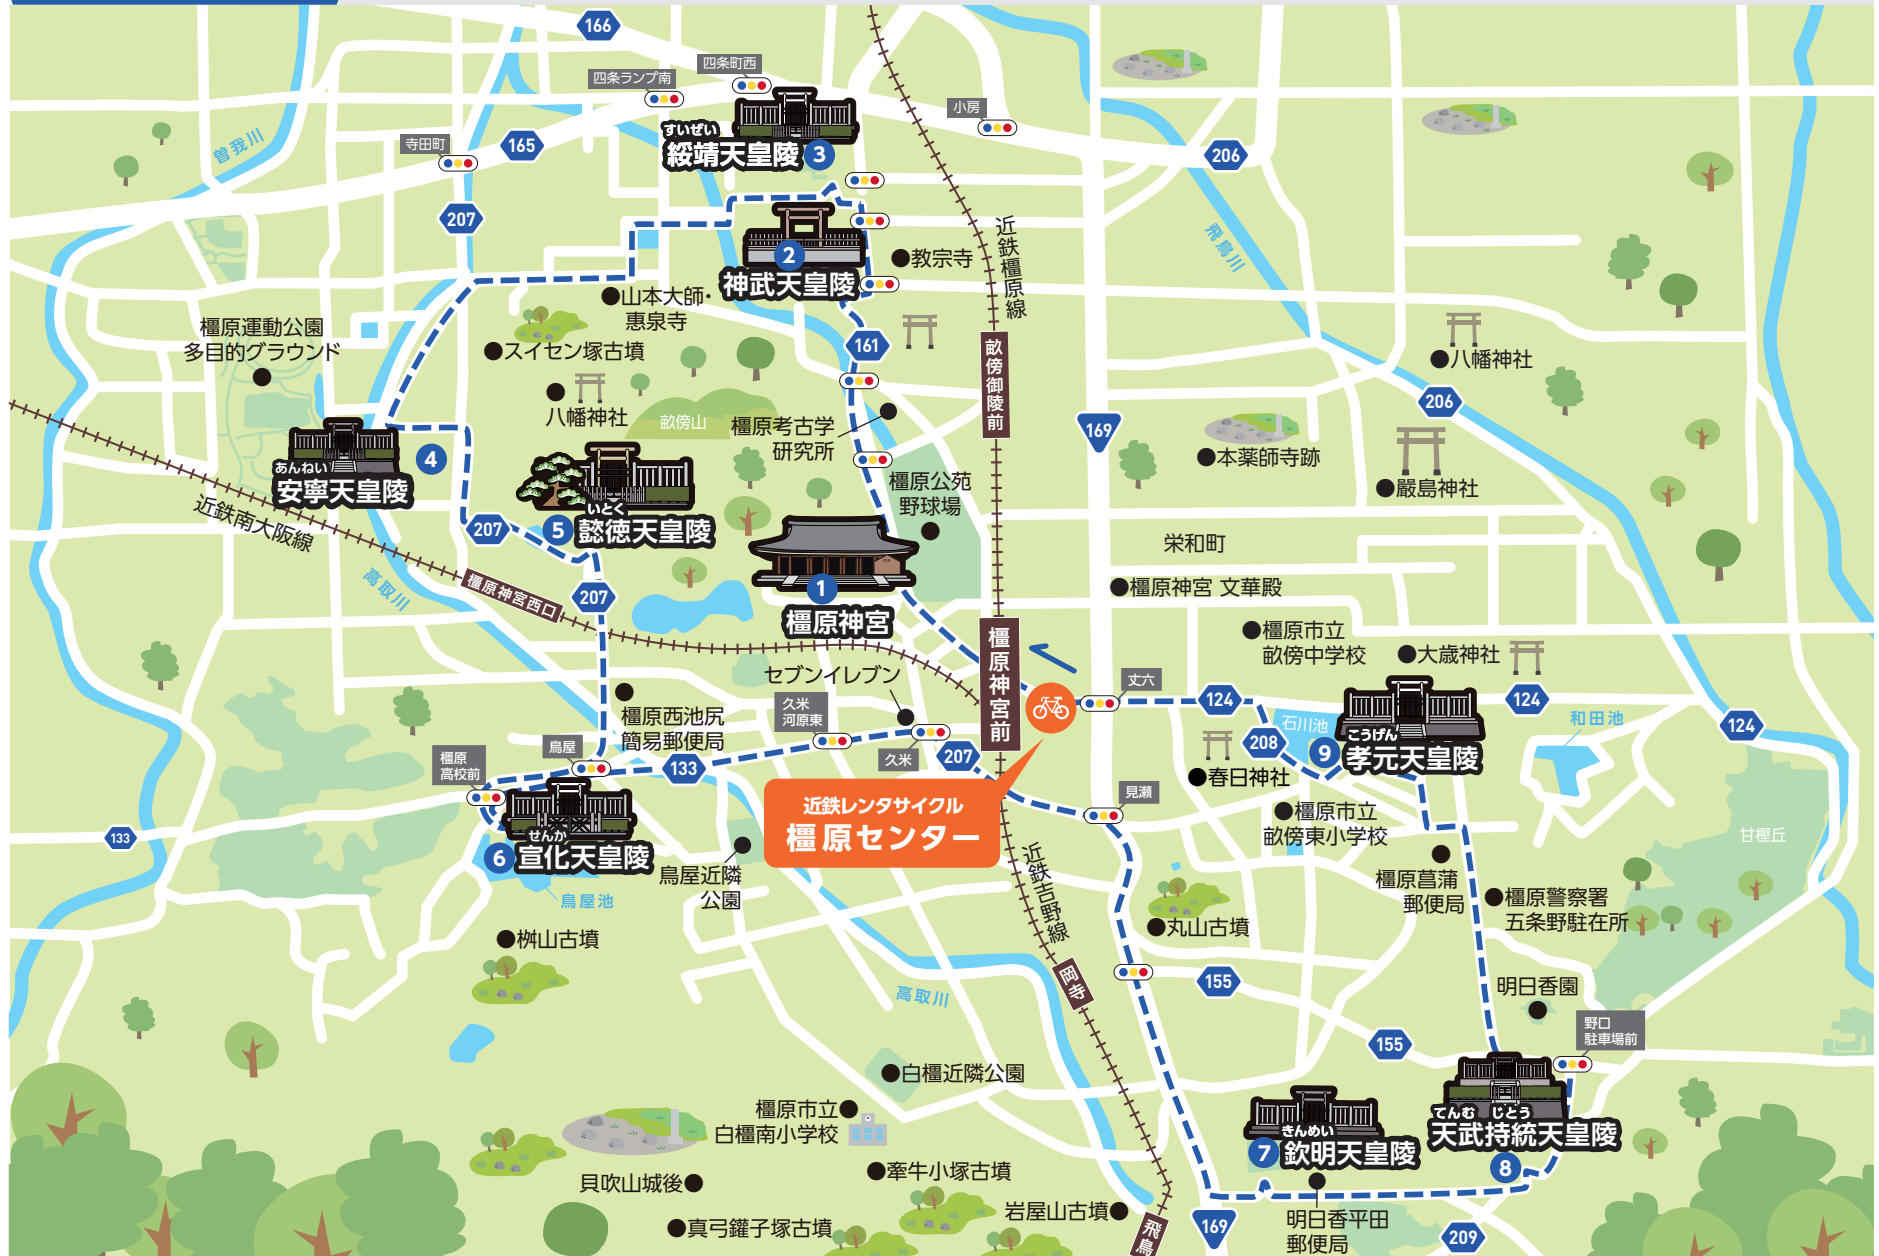 166
四条町西
四条ランプ南
小房
すいぜい
綏靖天皇陵
3
寺田町
165
曽我川
206
207
飛鳥川
近鉄橿原線
2
神武天皇陵
教宗寺
山本大師・
惠泉寺
橿原運動公園
多目的グラウンド
スイセン塚古墳
161
畝傍御陵前
八幡神社
八幡神社
206
畝傍山
橿原考古学
研究所
169
本薬師寺跡
嚴島神社
4
あんねい
安寧天皇陵
近鉄南大阪線
橿原公苑
野球場
いとく
5
懿徳天皇陵
207
栄和町
高取川
橿原神宮西口
207
1
橿原神宮
橿原神宮 文華殿
橿原市立
畝傍中学校
大歳神社
橿原神宮前
セブンイレブン
丈六
124
124
124
石川池
和田池
208
9
こうげん
孝元天皇陵
春日神社
橿原西池尻
簡易郵便局
久米
河原東
久米
207
鳥屋
橿原
高校前
133
133
近鉄レンタサイクル
橿原センター
見瀬
橿原市立
畝傍東小学校
甘樫丘
せんか
6
宣化天皇陵
鳥屋池
鳥屋近隣
公園
近鉄吉野線
橿原菖蒲
郵便局
橿原警察署
五条野駐在所
丸山古墳
桝山古墳
岡寺
155
高取川
明日香園
野口
駐車場前
155
白橿近隣公園
橿原市立
白橿南小学校
てんむ じとう
天武持統天皇陵
8
きんめい
7
欽明天皇陵
貝吹山城後
牽牛小塚古墳
岩屋山古墳
真弓鑵子塚古墳
飛鳥
169
明日香平田
郵便局
209